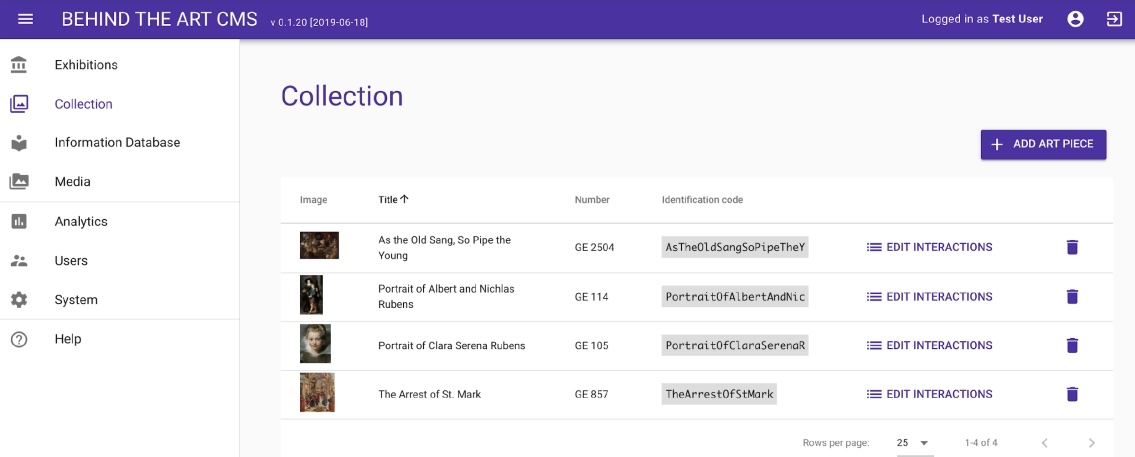 BEHIND THE ART CMS v 0.1.20 [2019-06-18]
Logged in as Test User
Exhibitions
Collection
Information Database
Media
Analytics
Users
System
Help
Collection
+ ADD ART PIECE
Image Title Number Identification code
As the Old Sang, So Pipe the
Young
GE 2504 AsTheOldSangSoPipeTheY EDIT INTERACTIONS
Portrait of Albert and Nichlas
Rubens
GE 114 PortraitOfAlbertAndNic EDIT INTERACTIONS
Portrait of Clara Serena Rubens GE 105 PortraitOfClaraSerenaR EDIT INTERACTIONS
The Arrest of St. Mark GE 857 TheArrestOfStMark EDIT INTERACTIONS
Rows per page: 25 1-4 of 4